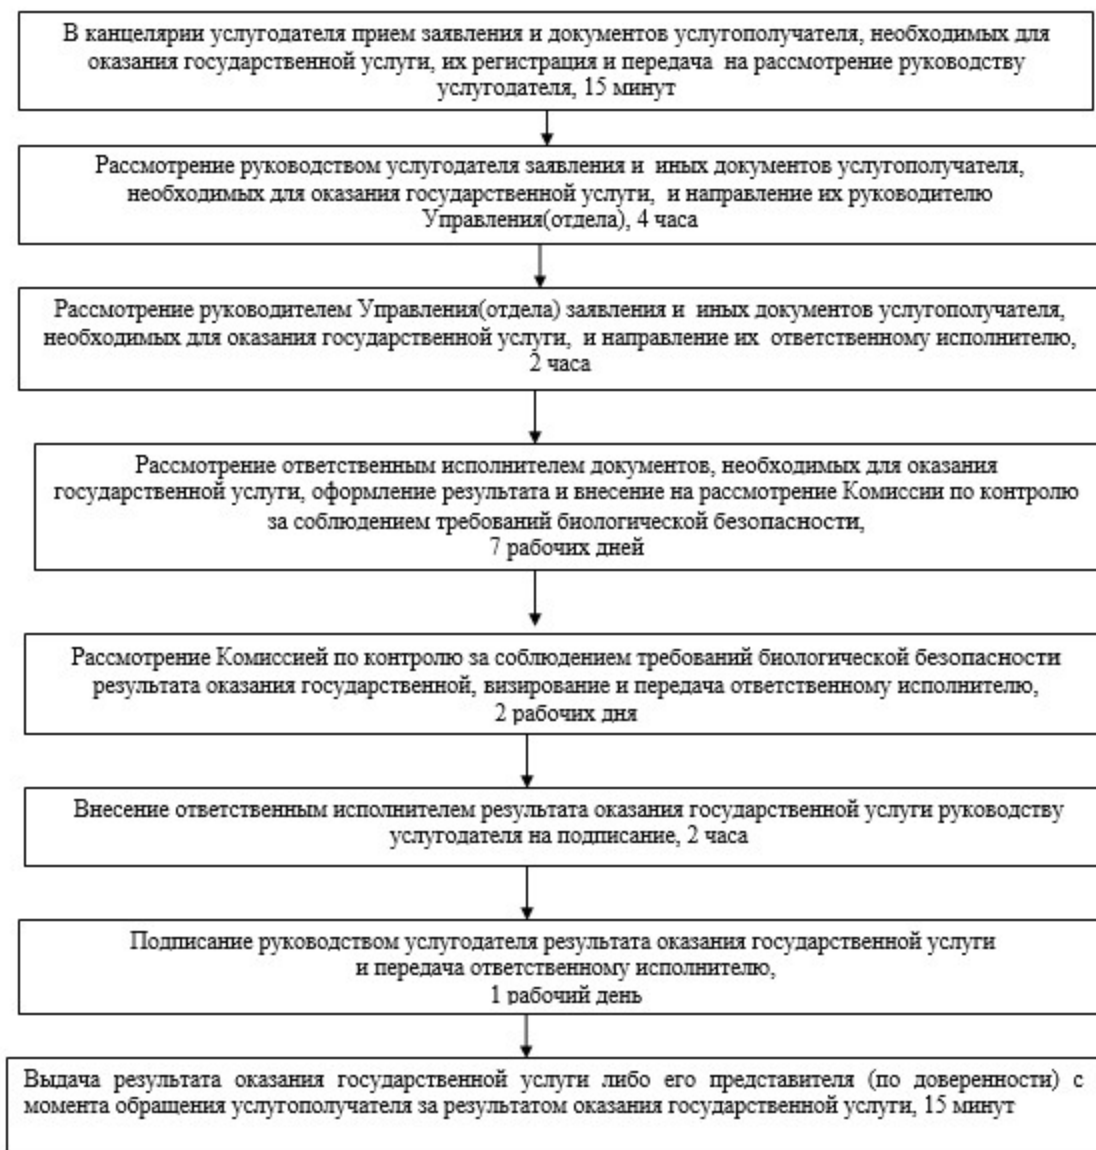 В канцелярии услугодателя прием заявления и документов услугополучателя, необходимых для
оказания государственной услуги, их регистрация и передача на рассмотрение руководству
услугодателя, 15 минут
Рассмотрение руководством услугодателя заявления и иных документов услугополучателя,
необходимых для оказания государственной услуги, и направление их руководителю
Управления(отдела), 4 часа
Рассмотрение руководителем Управления(отдела) заявления и иных документов услугополучателя,
необходимых для оказания государственной услуги, и направление их ответственному исполнителю,
2 часа
Рассмотрение ответственным исполнителем документов, необходимых для оказания
государственной услуги, оформление результата и внесение на рассмотрение Комиссии по контролю
за соблюдением требований биологической безопасности,
7 рабочих дней
Рассмотрение Комиссией по контролю за соблюдением требований биологической безопасности
результата оказания государственной, визирование и передача ответственному исполнителю,
2 рабочих дня
Внесение ответственным исполнителем результата оказания государственной услуги руководству
услугодателя на подписание, 2 часа
Подписание руководством услугодателя результата оказания государственной услуги
и передача ответственному исполнителю,
1 рабочий день
Выдача результата оказания государственной услуги либо его представителя (по доверенности) с
момента обращения услугополучателя за результатом оказания государственной услуги, 15 минут